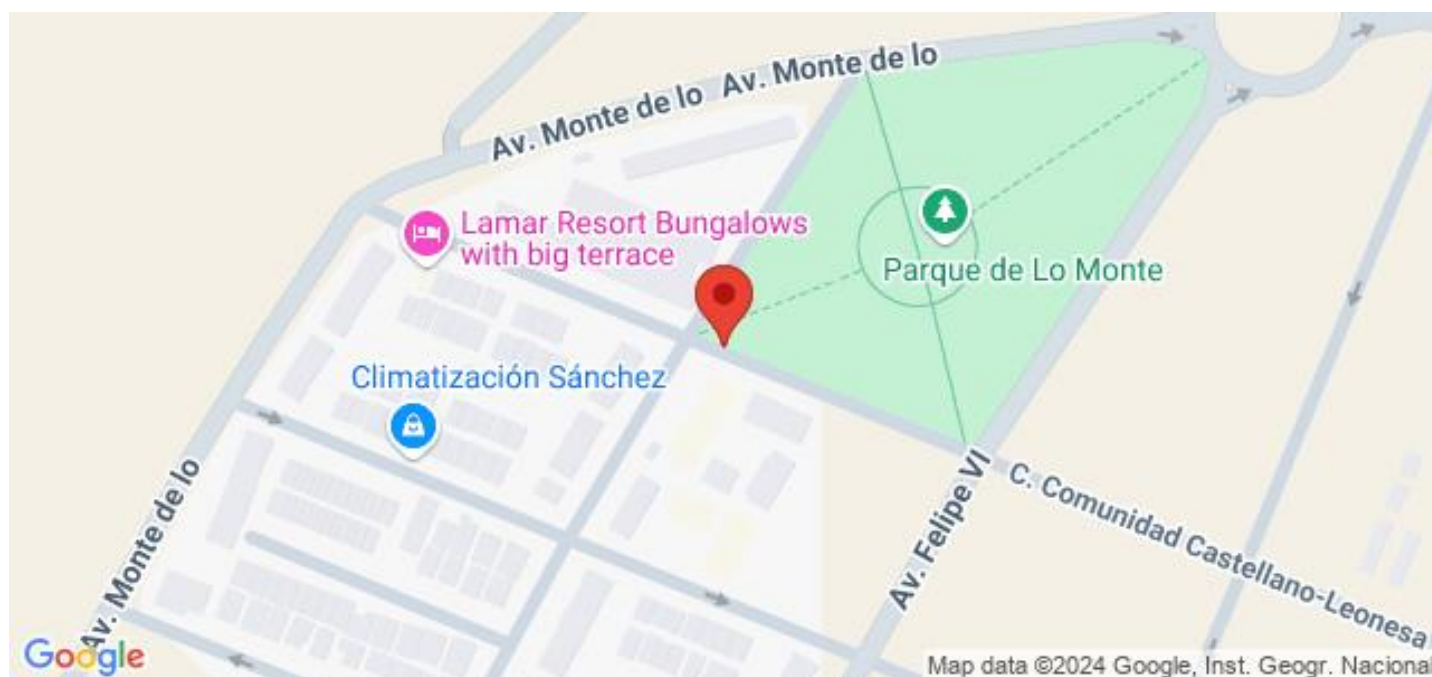 Av. Monte de lo
Av. Monte de lo
Lamar Resort Bungalows
with big terrace
Parque de Lo Monte
Climatización Sánchez
Av. Monte de lo
Av. Felipe VI
C. Comunidad Castellano-Leonesa
Google
Map data ©2024 Google, Inst. Geogr. Nacional